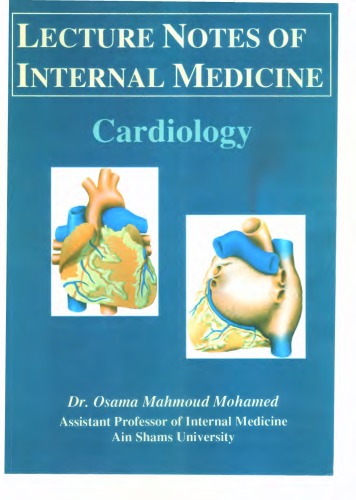 LECTURE NOTES OF
INTERNAL MEDICINE
Cardiology
Dr. Osama Mahmoud Mohamed
Assistant Professor of Internal Medicine
Ain Shams University